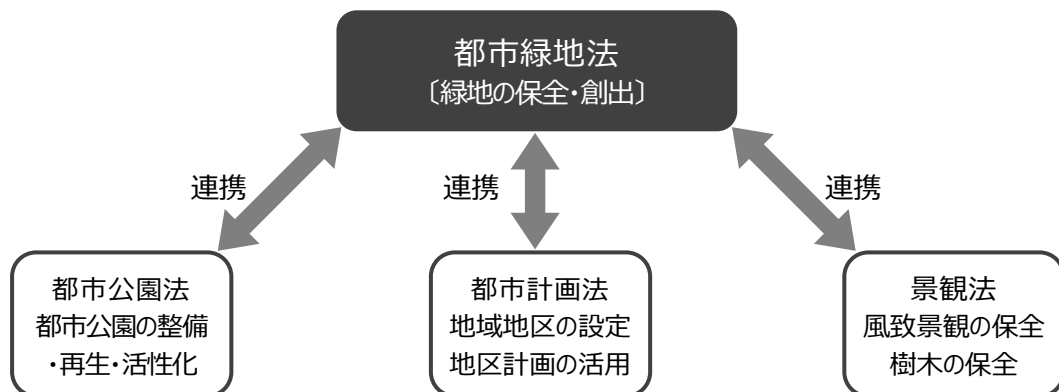 都市緑地法
〔緑地の保全・創出〕
連携
連携
連携
都市公園法
都市公園の整備
・再生・活性化
都市計画法
地域地区の設定
地区計画の活用
景観法
風致景観の保全
樹木の保全